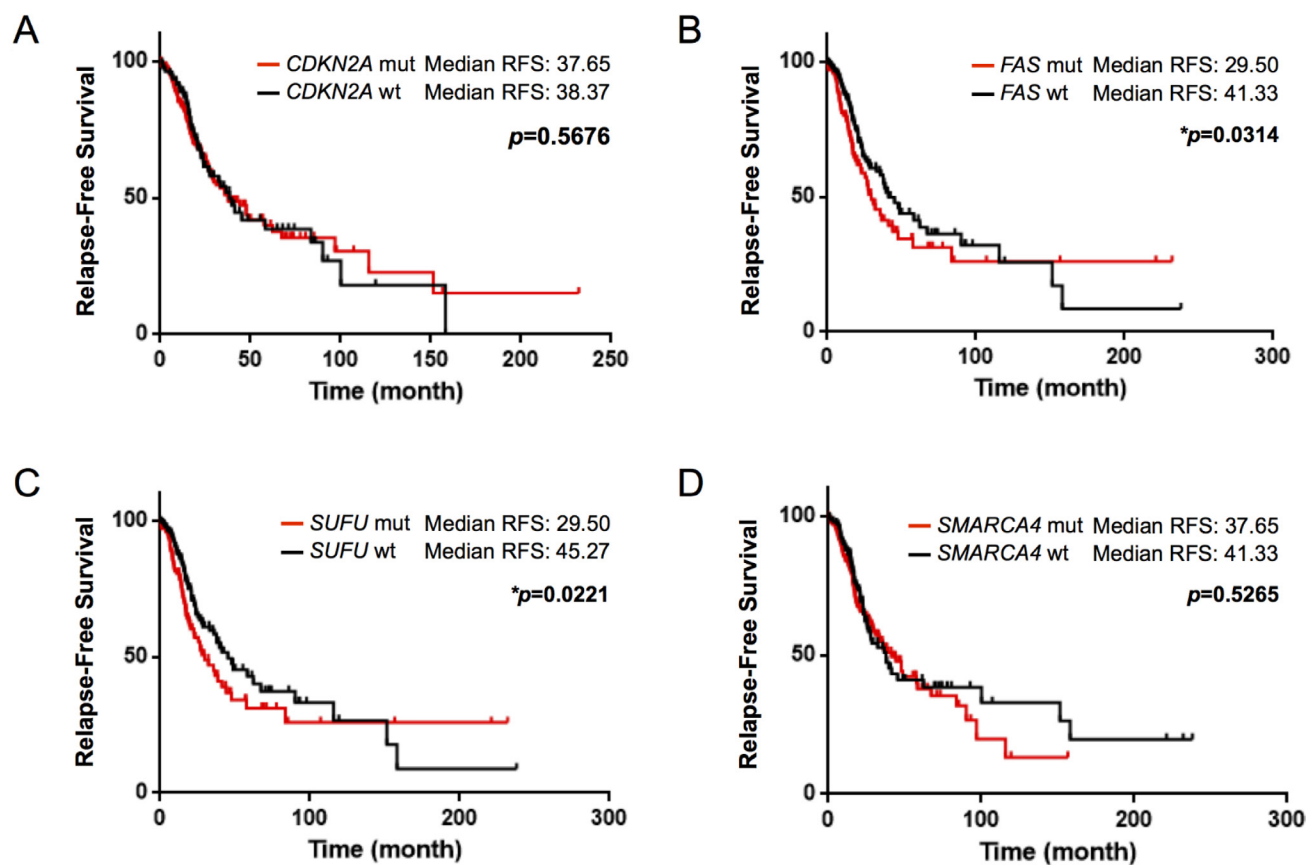 A
Relapse-Free Survival
100
50
0
CDKN2A mut Median RFS: 37.65
CDKN2A wt Median RFS: 38.37
p=0.5676
0 50 100 150 200 250
Time (month)
B
Relapse-Free Survival
100
50
0
FAS mut Median RFS: 29.50
FAS wt Median RFS: 41.33
*p=0.0314
0 100 200 300
Time (month)
C
Relapse-Free Survival
100
50
0
SUFU mut Median RFS: 29.50
SUFU wt Median RFS: 45.27
*p=0.0221
0 100 200 300
Time (month)
D
Relapse-Free Survival
100
50
0
SMARCA4 mut Median RFS: 37.65
SMARCA4 wt Median RFS: 41.33
p=0.5265
0 100 200 300
Time (month)